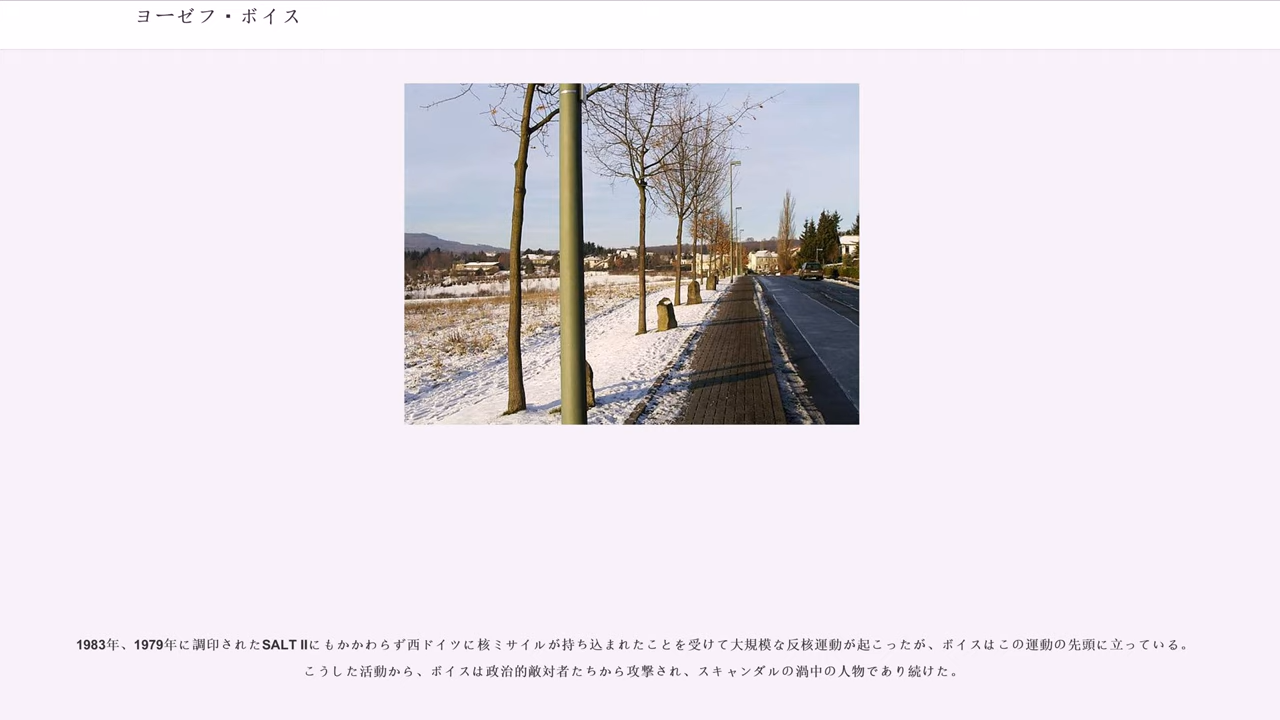 ヨーゼフ・ボイス
1983年、1979年に調印されたSALT IIにもかかわらず西ドイツに核ミサイルが持ち込まれたことを受けて大規模な反核運動が起こったが、ボイスはこの運動の先頭に立っている。
こうした活動から、ボイスは政治的敵対者たちから攻撃され、スキャンダルの渦中の人物であり続けた。